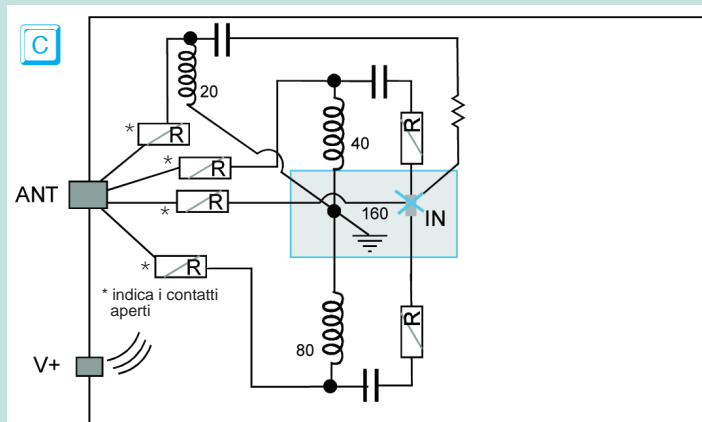 C
20
* R
40
R
* R
ANT
* R
160
IN
* R
* indica i contatti
aperti
R
80
V+